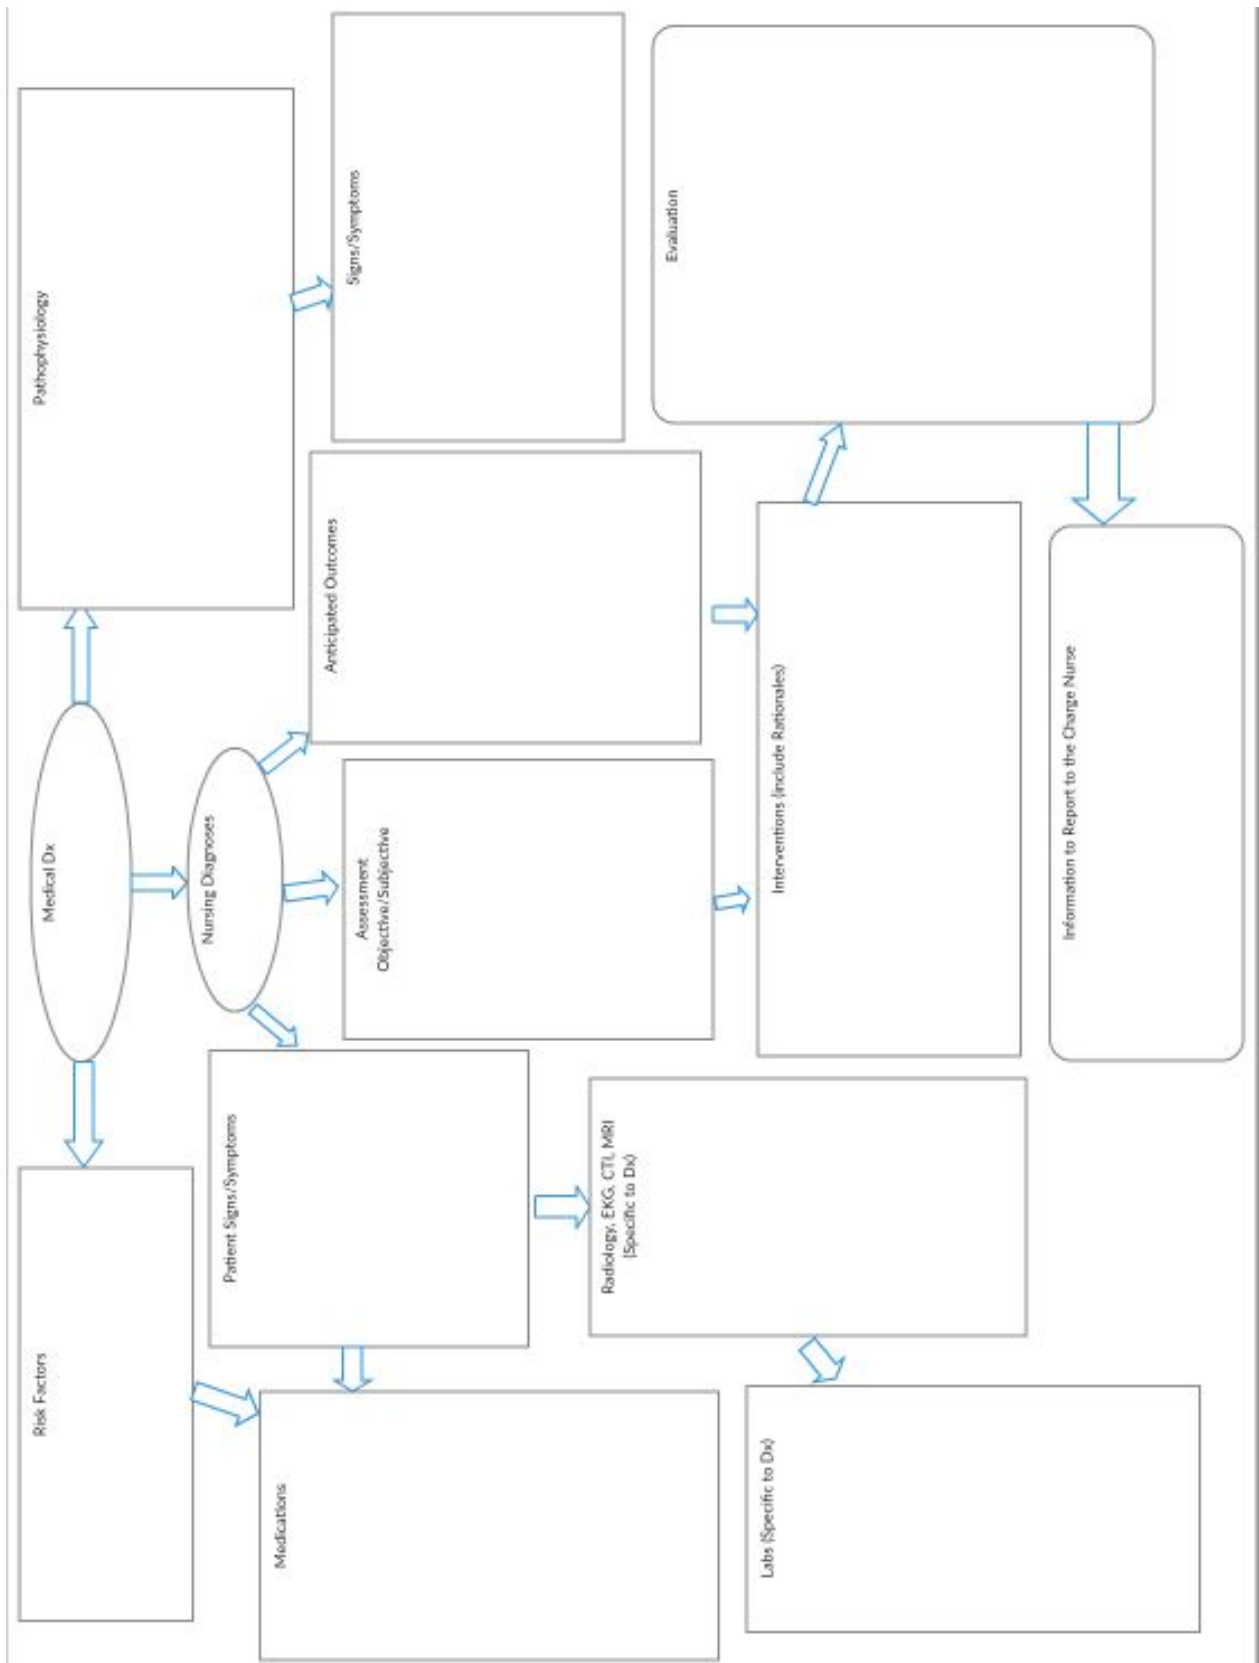 Medical Dx
Risk Factors
Pathophysiology
Nursing Diagnoses
Patient Signs/Symptoms
Medications
Assessment
Objective/Subjective
Anticipated Outcomes
Signs/Symptoms
Radiology, EKG, CTI, MRI
(Specific to Dx)
Labs (Specific to Dx)
Interventions (include Rationales)
Evaluation
Information to Report to the Charge Nurse